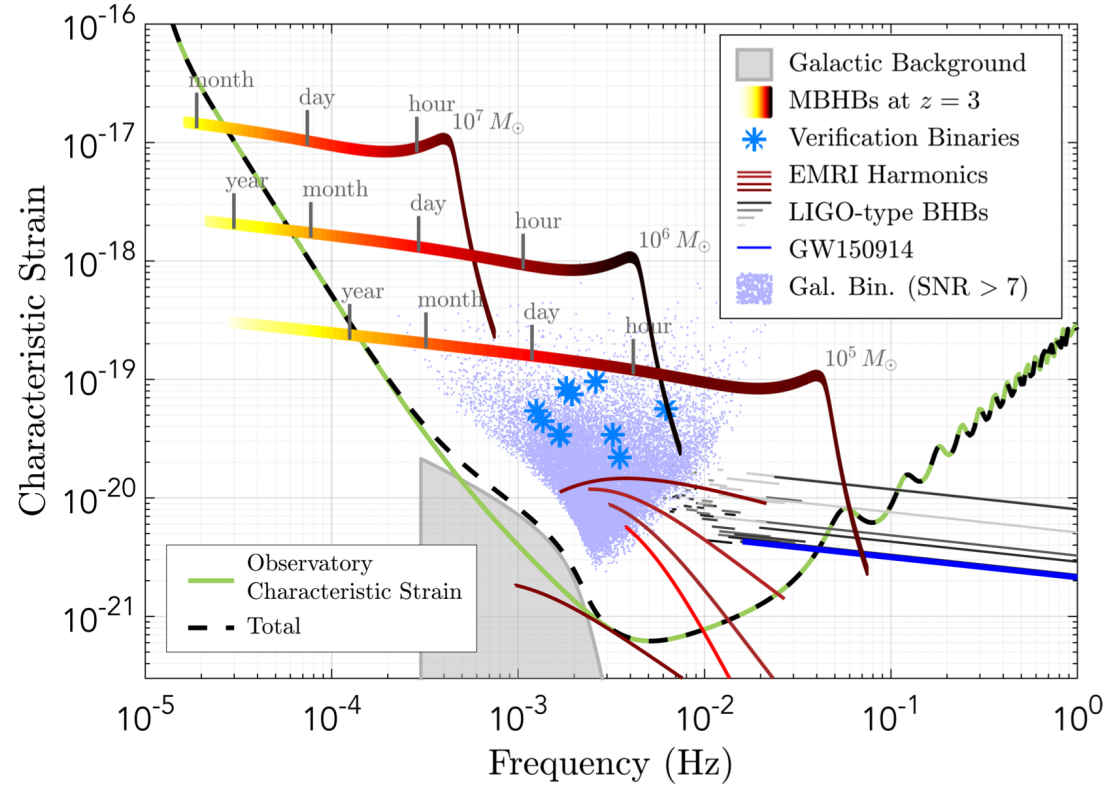 10^-16
10^-17
10^-18
10^-19
10^-20
10^-21
Characteristic Strain
month
day
hour
10^7 M_⊙
year
month
day
hour
10^6 M_⊙
year
month
day
hour
10^5 M_⊙
Galactic Background
MBHBs at z = 3
Verification Binaries
EMRI Harmonics
LIGO-type BHBs
GW150914
Gal. Bin. (SNR > 7)
Observatory
Characteristic Strain
Total
10^-5 10^-4 10^-3 10^-2 10^-1 10^0
Frequency (Hz)